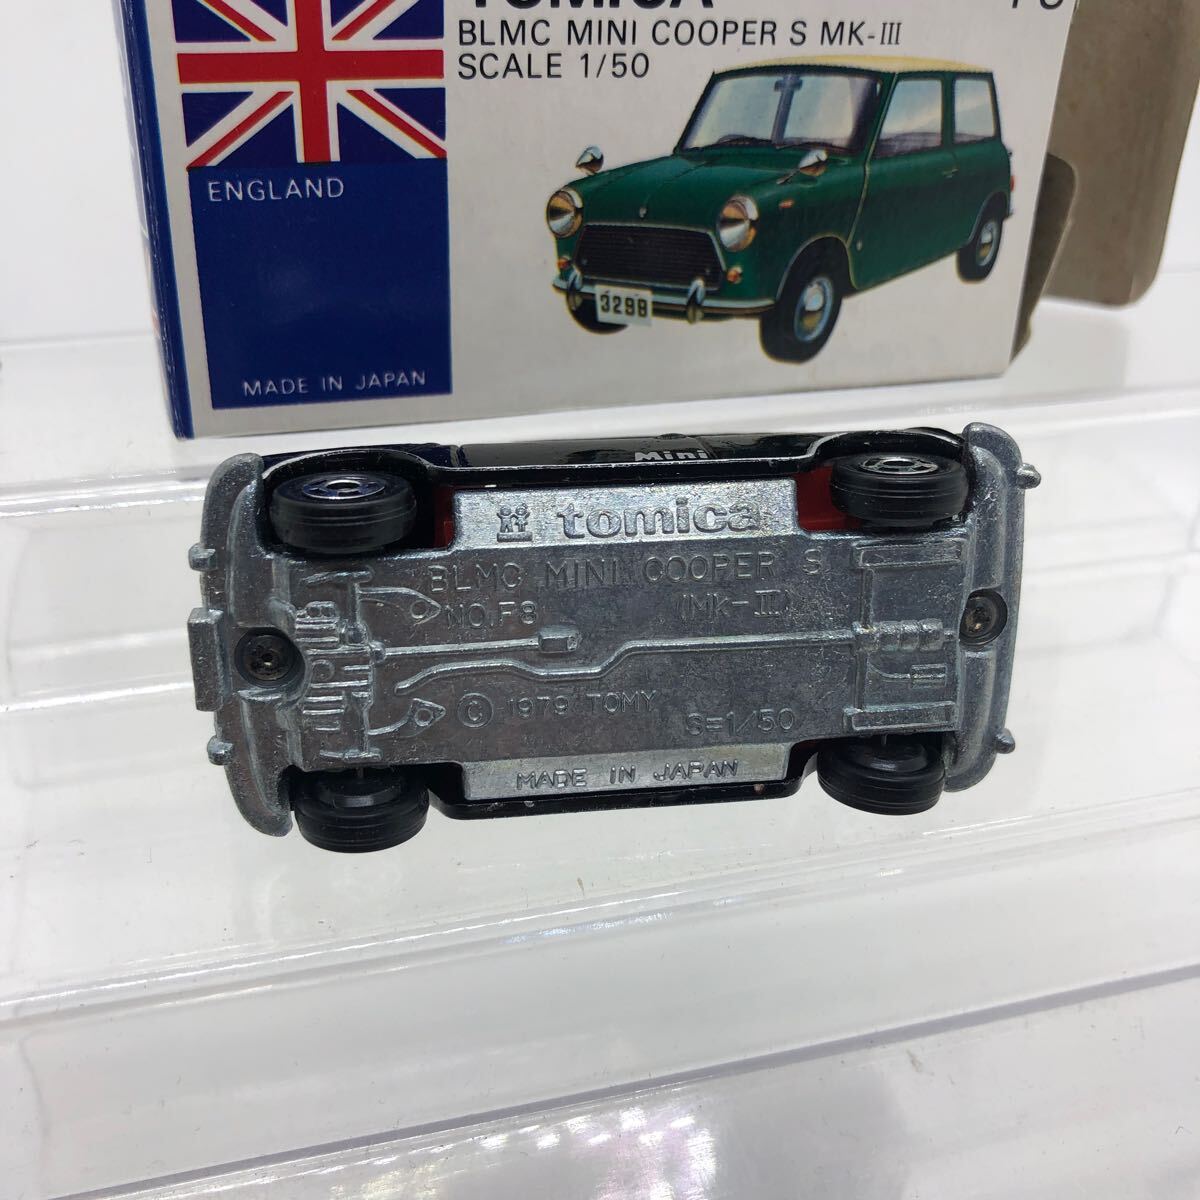 TOMICA
BLMC MINI COOPER S MK-III
SCALE 1/50
ENGLAND
3298
MADE IN JAPAN
Mini
tomica
BLMC MINI COOPER S
NO.F8 (Mk-III)
© 1979 TOMY
S=1/50
MADE IN JAPAN